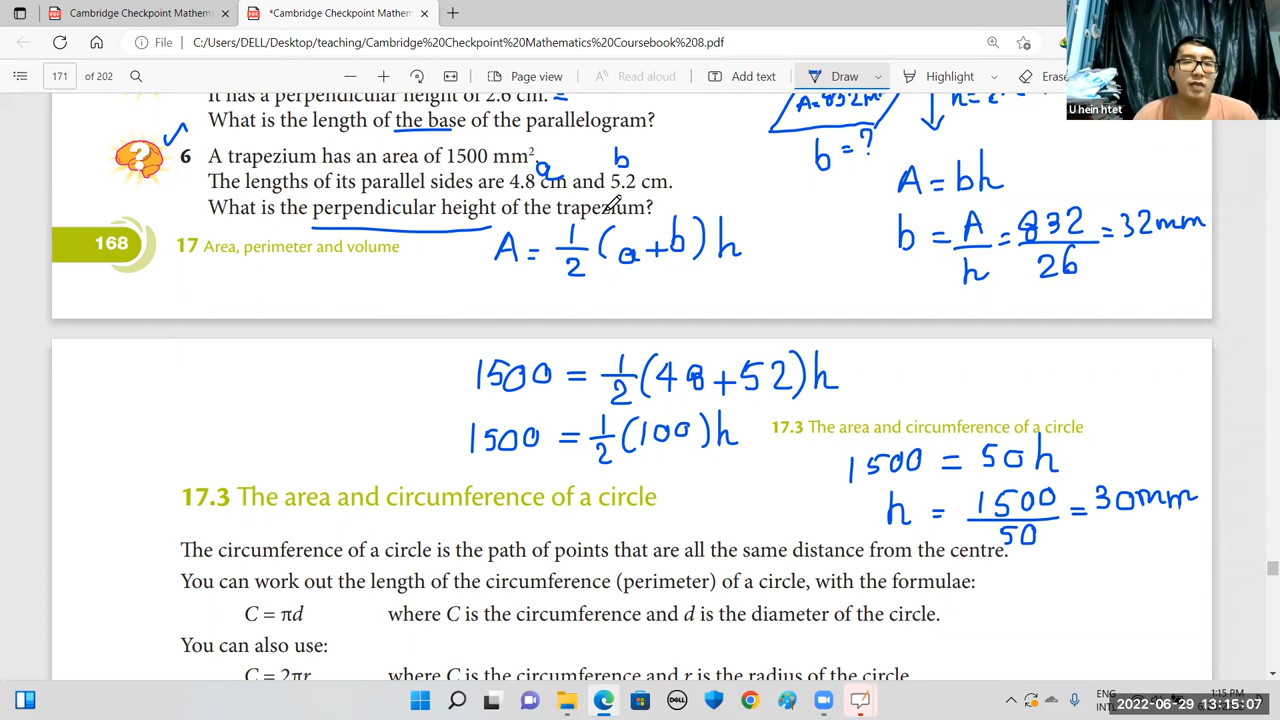 Cambridge Checkpoint Mathema
*Cambridge Checkpoint Mathem
File
C:/Users/DELL/Desktop/teaching/Cambridge%20Checkpoint%20Mathematics%20Coursebook%208.pdf
171 of 202
Page view
Read aloud
Add text
Draw
Highlight
Erase
U hein htet
It has a perpendicular height of 2.6 cm.
What is the length of the base of the parallelogram?
b = ?
6 A trapezium has an area of 1500 mm².
a b
The lengths of its parallel sides are 4.8 cm and 5.2 cm.
What is the perpendicular height of the trapezium?
A = bh
b = A/h = 832/26 = 32mm
168
17 Area, perimeter and volume
A = 1/2 (a+b)h
1500 = 1/2 (48+52)h
1500 = 1/2 (100)h
17.3 The area and circumference of a circle
1500 = 50h
h = 1500/50 = 30mm
17.3 The area and circumference of a circle
The circumference of a circle is the path of points that are all the same distance from the centre.
You can work out the length of the circumference (perimeter) of a circle, with the formulae:
C = πd where C is the circumference and d is the diameter of the circle.
You can also use:
C = 2πr where C is the circumference and r is the radius of the circle
DELL
ENG
INTL
1:15 PM
2022-06-29 13:15:07